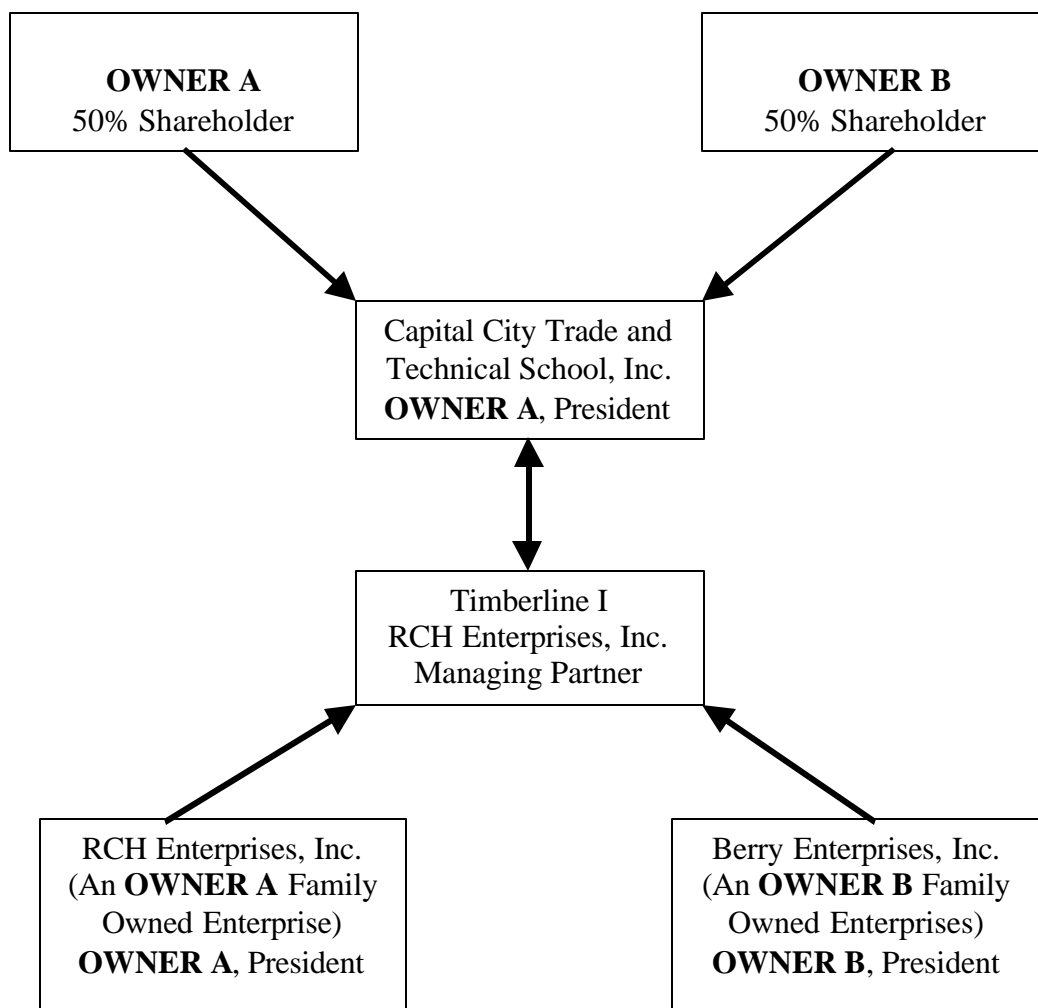 OWNER A
50% Shareholder
OWNER B
50% Shareholder
Capital City Trade and
Technical School, Inc.
OWNER A, President
Timberline I
RCH Enterprises, Inc.
Managing Partner
RCH Enterprises, Inc.
(An OWNER A Family
Owned Enterprise)
OWNER A, President
Berry Enterprises, Inc.
(An OWNER B Family
Owned Enterprises)
OWNER B, President